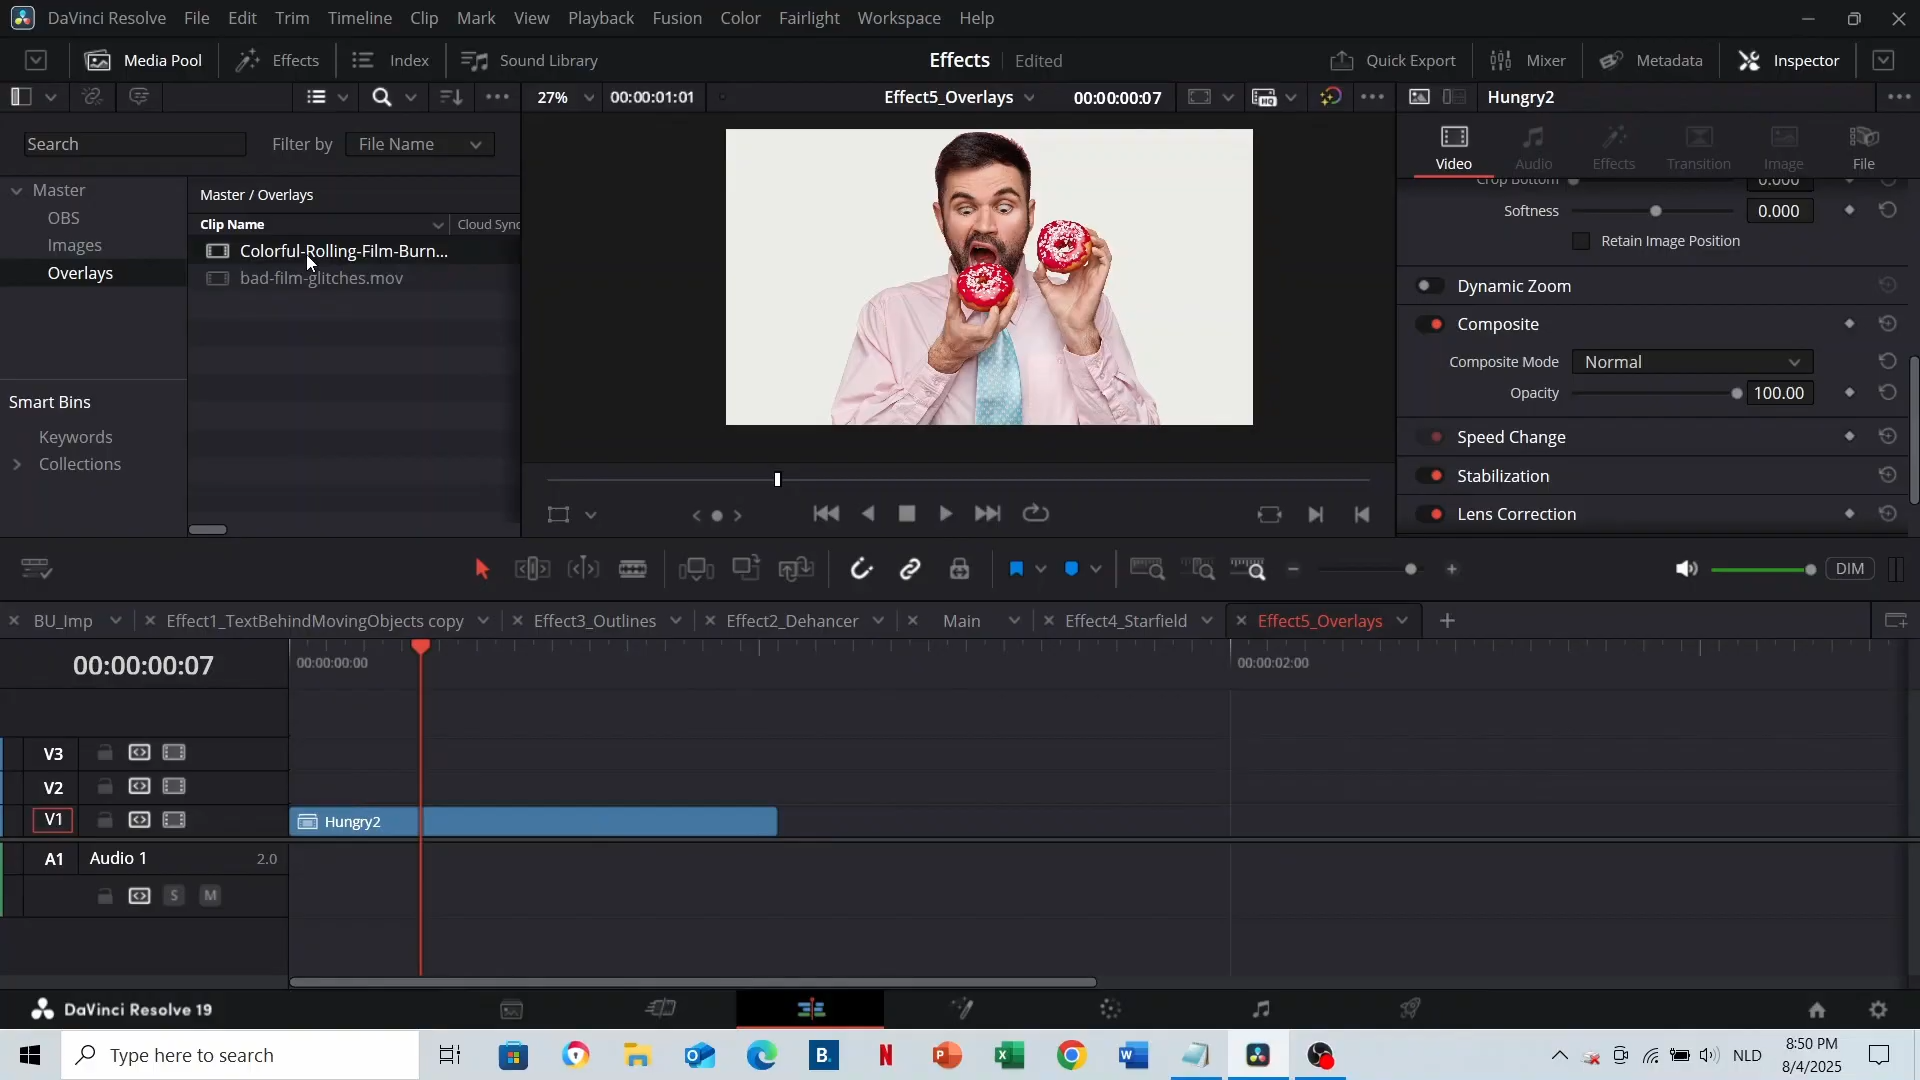 DaVinci Resolve File Edit Trim Timeline Clip Mark View Playback Fusion Color Fairlight Workspace Help
Media Pool Effects Index Sound Library Effects Edited Quick Export Mixer Metadata Inspector
27% 00:00:01:01 Effect5_Overlays 00:00:00:07 Hungry2
Search Filter by File Name
Video Audio Effects Transition Image File
Master Master / Overlays
Crop Bottom 0.000
OBS Clip Name Cloud Sync
Softness 0.000
Images Colorful-Rolling-Film-Burn...
Retain Image Position
Overlays bad-film-glitches.mov
Dynamic Zoom
Composite
Composite Mode Normal
Opacity 100.00
Smart Bins
Keywords
Speed Change
Collections
Stabilization
Lens Correction
DIM
BU_Imp Effect1_TextBehindMovingObjects copy Effect3_Outlines Effect2_Dehancer Main Effect4_Starfield Effect5_Overlays
00:00:00:07 00:00:00:00 00:00:02:00
V3
V2
V1 Hungry2
A1 Audio 1 2.0
S M
DaVinci Resolve 19
Type here to search NLD 8:50 PM
8/4/2025